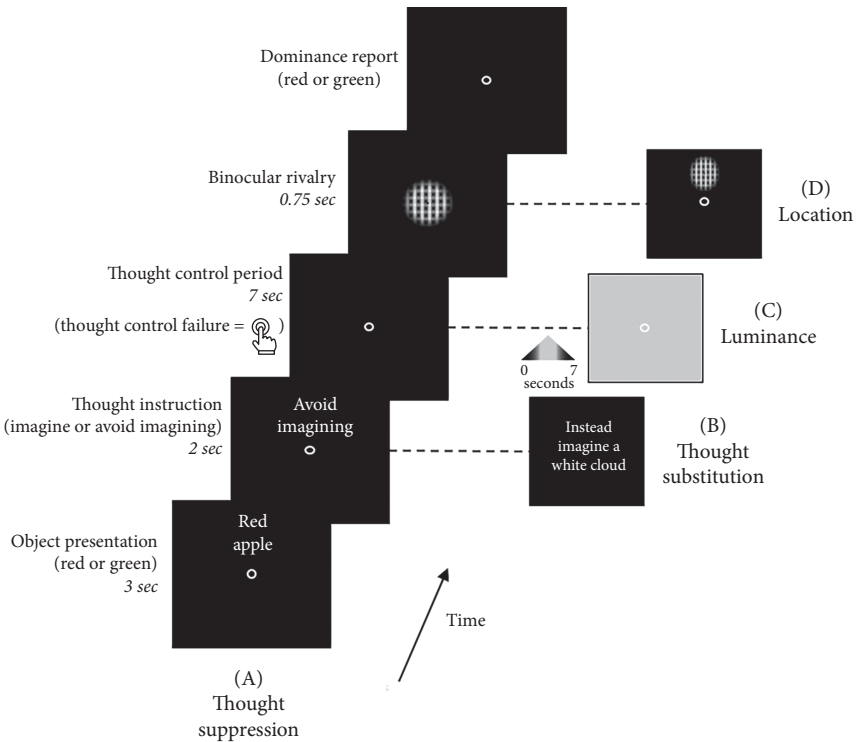 Dominance report
(red or green)
Binocular rivalry
0.75 sec
(D)
Location
Thought control period
7 sec
(thought control failure = )
(C)
Luminance
0 7
seconds
Thought instruction
(imagine or avoid imagining)
2 sec
Avoid
imagining
Instead
imagine a
white cloud
(B)
Thought
substitution
Object presentation
(red or green)
3 sec
Red
apple
Time
(A)
Thought
suppression